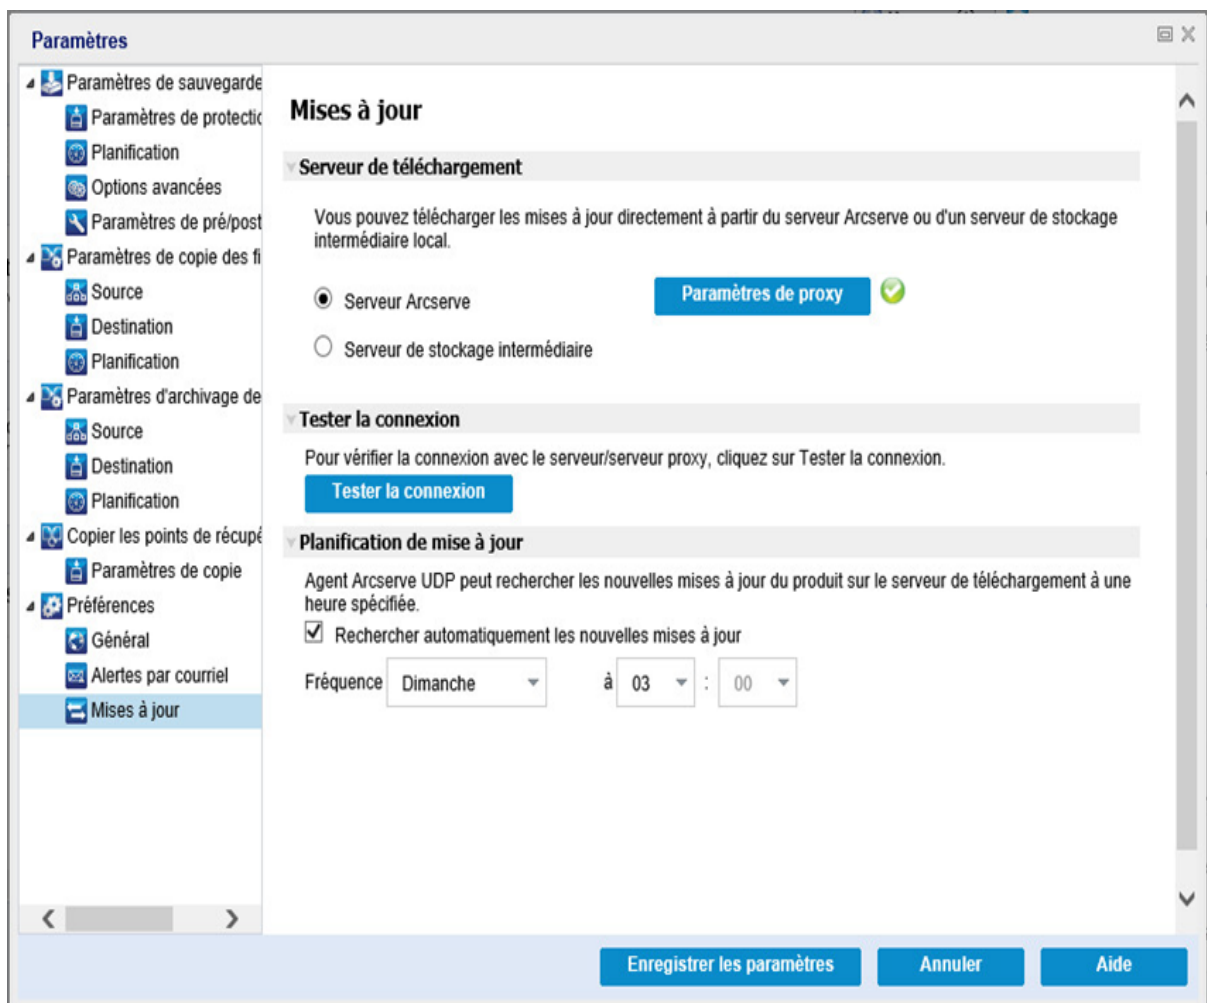 Paramètres
Paramètres de sauvegarde
Paramètres de protectio
Planification
Options avancées
Paramètres de pré/post
Paramètres de copie des fi
Source
Destination
Planification
Paramètres d'archivage de
Source
Destination
Planification
Copier les points de récupé
Paramètres de copie
Préférences
Général
Alertes par courriel
Mises à jour
Mises à jour
Serveur de téléchargement
Vous pouvez télécharger les mises à jour directement à partir du serveur Arcserve ou d'un serveur de stockage
intermédiaire local.
Serveur Arcserve
Paramètres de proxy
Serveur de stockage intermédiaire
Tester la connexion
Pour vérifier la connexion avec le serveur/serveur proxy, cliquez sur Tester la connexion.
Tester la connexion
Planification de mise à jour
Agent Arcserve UDP peut rechercher les nouvelles mises à jour du produit sur le serveur de téléchargement à une
heure spécifiée.
Rechercher automatiquement les nouvelles mises à jour
Fréquence Dimanche à 03 : 00
Enregistrer les paramètres Annuler Aide